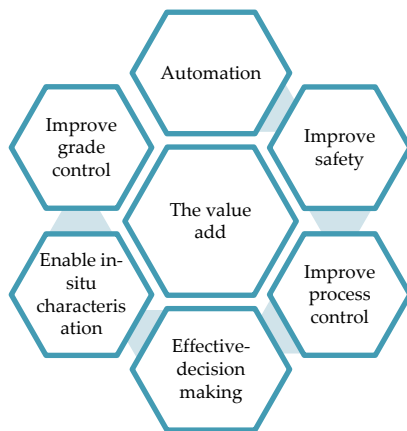 Automation
Improve
safety
Improve
process
control
Effective-
decision
making
Enable in-
situ
characteris
ation
Improve
grade
control
The value
add